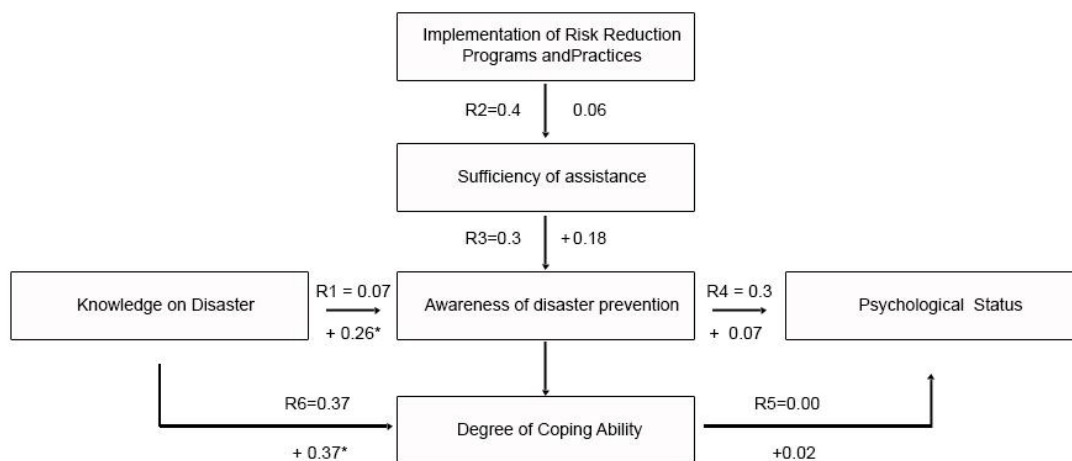 Implementation of Risk Reduction
Programs andPractices
R2=0.4 0.06
Sufficiency of assistance
R3=0.3 +0.18
Knowledge on Disaster
R1 = 0.07
+ 0.26*
Awareness of disaster prevention
R4 = 0.3
+ 0.07
Psychological Status
R6=0.37
+ 0.37*
Degree of Coping Ability
R5=0.00
+0.02